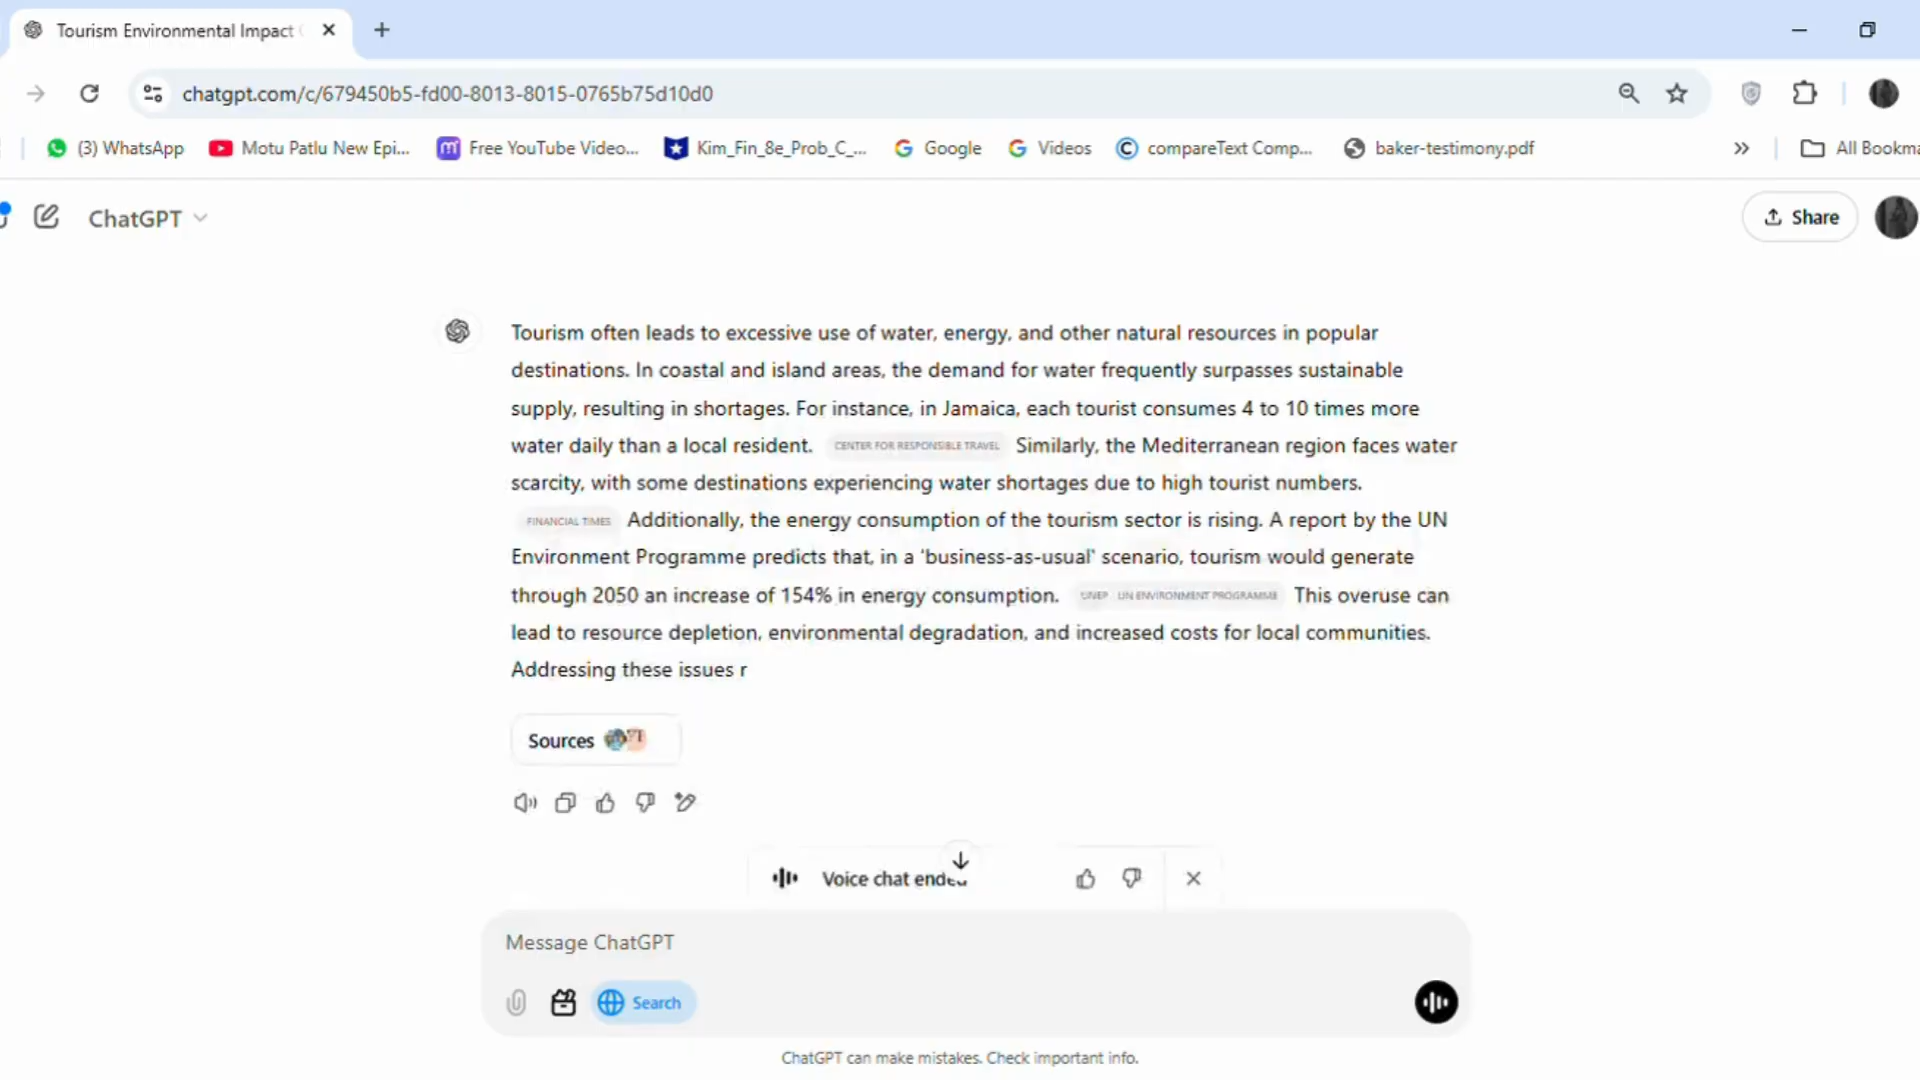 Tourism Environmental Impact
chatgpt.com/c/679450b5-fd00-8013-8015-0765b75d10d0
(3) WhatsApp Motu Patlu New Epi... Free YouTube Video... Kim_Fin_8e_Prob_C_... Google Videos compareText Comp... baker-testimony.pdf » All Bookma
ChatGPT
Share
Tourism often leads to excessive use of water, energy, and other natural resources in popular
destinations. In coastal and island areas, the demand for water frequently surpasses sustainable
supply, resulting in shortages. For instance, in Jamaica, each tourist consumes 4 to 10 times more
water daily than a local resident. CENTER FOR RESPONSIBLE TRAVEL Similarly, the Mediterranean region faces water
scarcity, with some destinations experiencing water shortages due to high tourist numbers.
FINANCIAL TIMES Additionally, the energy consumption of the tourism sector is rising. A report by the UN
Environment Programme predicts that, in a 'business-as-usual' scenario, tourism would generate
through 2050 an increase of 154% in energy consumption. UNEP UN ENVIRONMENT PROGRAMME This overuse can
lead to resource depletion, environmental degradation, and increased costs for local communities.
Addressing these issues r
Sources
Voice chat ended
Message ChatGPT
Search
ChatGPT can make mistakes. Check important info.